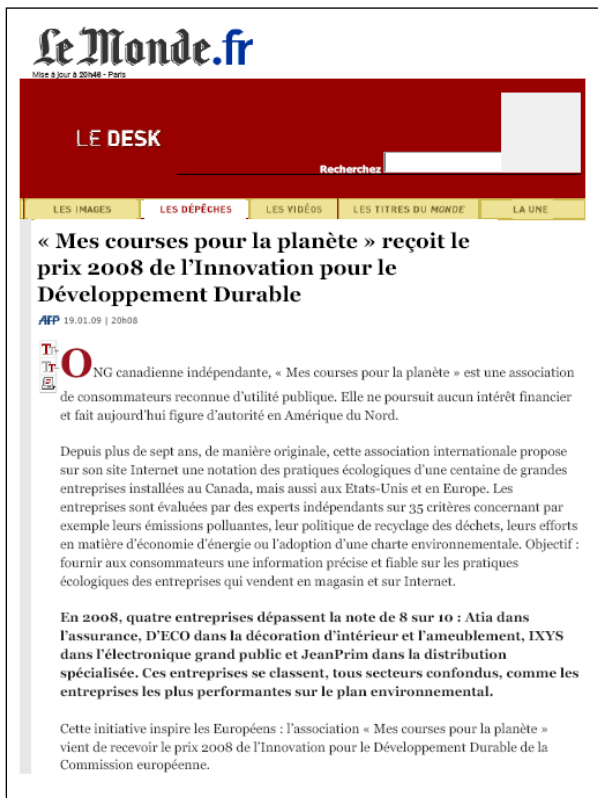 Le Monde.fr
Mise à jour à 20h46 - Paris
LE DESK
Recherchez
LES IMAGES LES DÉPÊCHES LES VIDÉOS LES TITRES DU MONDE LA UNE
« Mes courses pour la planète » reçoit le
prix 2008 de l'Innovation pour le
Développement Durable
AFP 19.01.09 | 20h08
ONG canadienne indépendante, « Mes courses pour la planète » est une association
de consommateurs reconnue d'utilité publique. Elle ne poursuit aucun intérêt financier
et fait aujourd'hui figure d'autorité en Amérique du Nord.
Depuis plus de sept ans, de manière originale, cette association internationale propose
sur son site Internet une notation des pratiques écologiques d'une centaine de grandes
entreprises installées au Canada, mais aussi aux Etats-Unis et en Europe. Les
entreprises sont évaluées par des experts indépendants sur 35 critères concernant par
exemple leurs émissions polluantes, leur politique de recyclage des déchets, leurs efforts
en matière d'économie d'énergie ou l'adoption d'une charte environnementale. Objectif :
fournir aux consommateurs une information précise et fiable sur les pratiques
écologiques des entreprises qui vendent en magasin et sur Internet.
En 2008, quatre entreprises dépassent la note de 8 sur 10 : Atia dans
l'assurance, D'ECO dans la décoration d'intérieur et l'ameublement, IXYS
dans l'électronique grand public et JeanPrim dans la distribution
spécialisée. Ces entreprises se classent, tous secteurs confondus, comme les
entreprises les plus performantes sur le plan environnemental.
Cette initiative inspire les Européens : l'association « Mes courses pour la planète »
vient de recevoir le prix 2008 de l'Innovation pour le Développement Durable de la
Commission européenne.